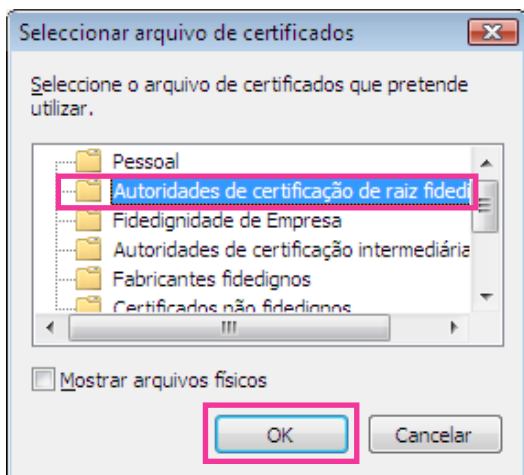 Seleccionar arquivo de certificados
Seleccione o arquivo de certificados que pretende
utilizar.
Pessoal
Autoridades de certificação de raiz fidedi
Fidedignidade de Empresa
Autoridades de certificação intermediária
Fabricantes fidedignos
Certificados não fidedignos
Mostrar arquivos físicos
OK
Cancelar